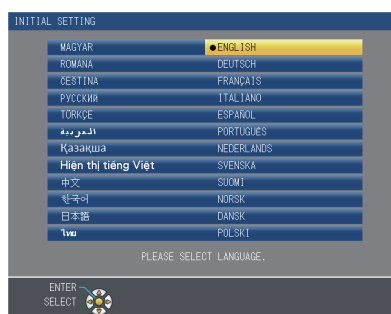 INITIAL SETTING
MAGYAR ENGLISH
ROMÂNA DEUTSCH
ČEŠTINA FRANÇAIS
РУССКИЙ ITALIANO
TÜRKÇE ESPAÑOL
العربية PORTUGUÊS
Қазақша NEDERLANDS
Hiện thị tiếng Việt SVENSKA
中文 SUOMI
한국어 NORSK
日本語 DANSK
ไทย POLSKI
PLEASE SELECT LANGUAGE.
ENTER
SELECT